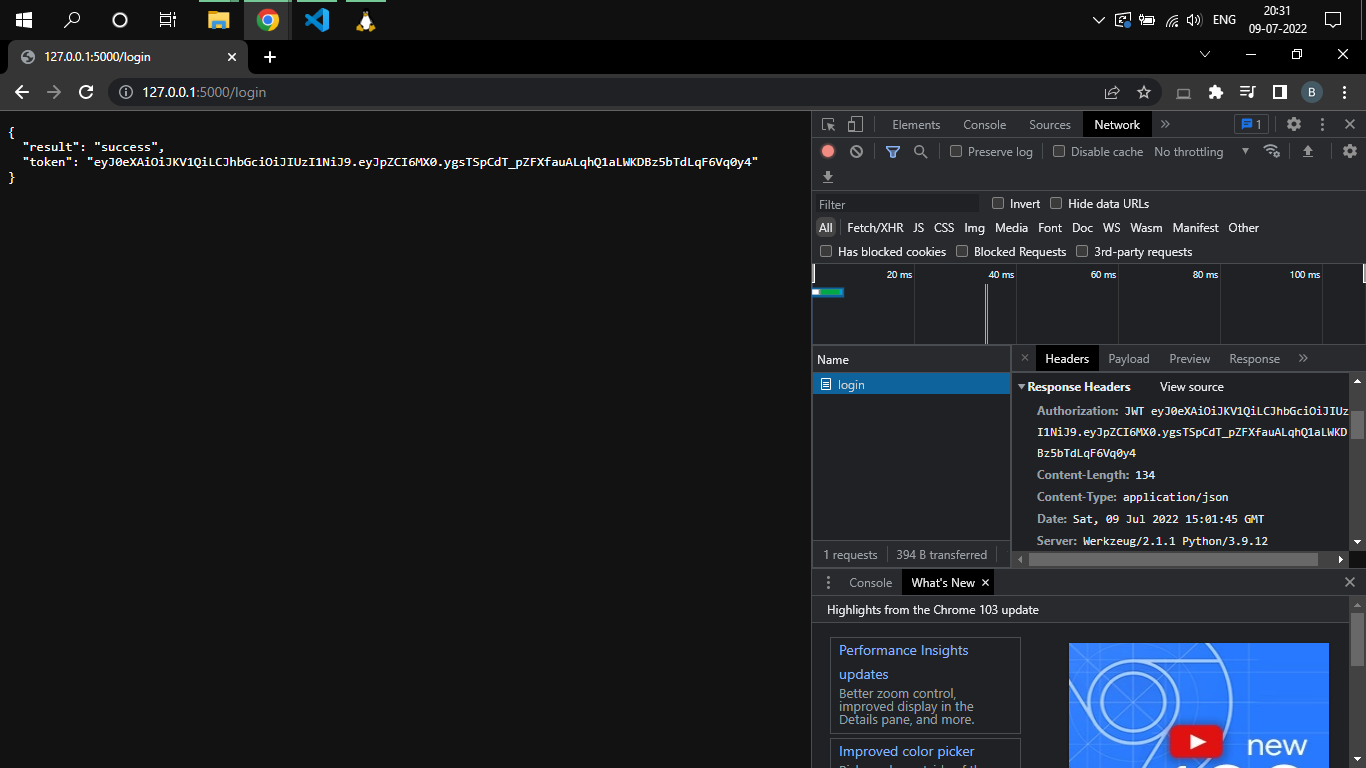 ENG
20:31
09-07-2022
127.0.0.1:5000/login
127.0.0.1:5000/login
B
{
"result": "success",
"token": "eyJ0eXAiOiJKV1QiLCJhbGciOiJIUzI1NiJ9.eyJpZCI6MX0.ygsTSpCdT_pZFXfauALqhQ1aLWKDBz5bTdLqF6Vq0y4"
}
Elements Console Sources Network 1
Preserve log Disable cache No throttling
Filter Invert Hide data URLs
All Fetch/XHR JS CSS Img Media Font Doc WS Wasm Manifest Other
Has blocked cookies Blocked Requests 3rd-party requests
20 ms 40 ms 60 ms 80 ms 100 ms
Name
login
1 requests 394 B transferred
Headers Payload Preview Response
Response Headers View source
Authorization: JWT eyJ0eXAiOiJKV1QiLCJhbGciOiJIUz
I1NiJ9.eyJpZCI6MX0.ygsTSpCdT_pZFXfauALqhQ1aLWKD
Bz5bTdLqF6Vq0y4
Content-Length: 134
Content-Type: application/json
Date: Sat, 09 Jul 2022 15:01:45 GMT
Server: Werkzeug/2.1.1 Python/3.9.12
Console What's New
Highlights from the Chrome 103 update
Performance Insights
updates
Better zoom control,
improved display in the
Details pane, and more.
Improved color picker
new